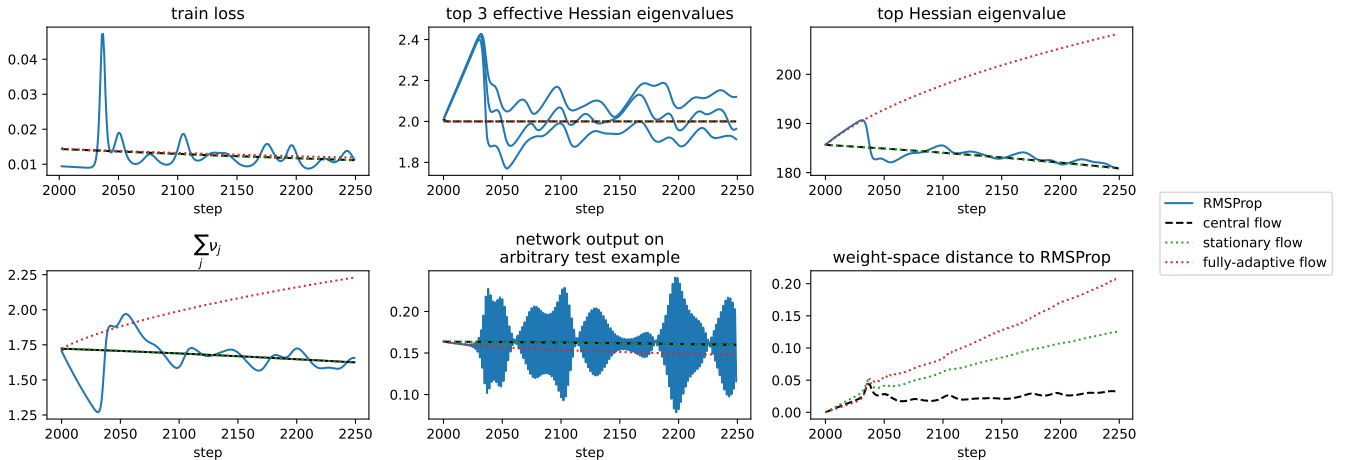 train loss
0.04
0.03
0.02
0.01
2000 2050 2100 2150 2200 2250
step
top 3 effective Hessian eigenvalues
2.4
2.2
2.0
1.8
2000 2050 2100 2150 2200 2250
step
top Hessian eigenvalue
200
190
180
2000 2050 2100 2150 2200 2250
step
∑ν_j
j
2.25
2.00
1.75
1.50
1.25
2000 2050 2100 2150 2200 2250
step
network output on
arbitrary test example
0.20
0.15
0.10
2000 2050 2100 2150 2200 2250
step
weight-space distance to RMSProp
0.20
0.15
0.10
0.05
0.00
2000 2050 2100 2150 2200 2250
step
RMSProp
central flow
stationary flow
fully-adaptive flow